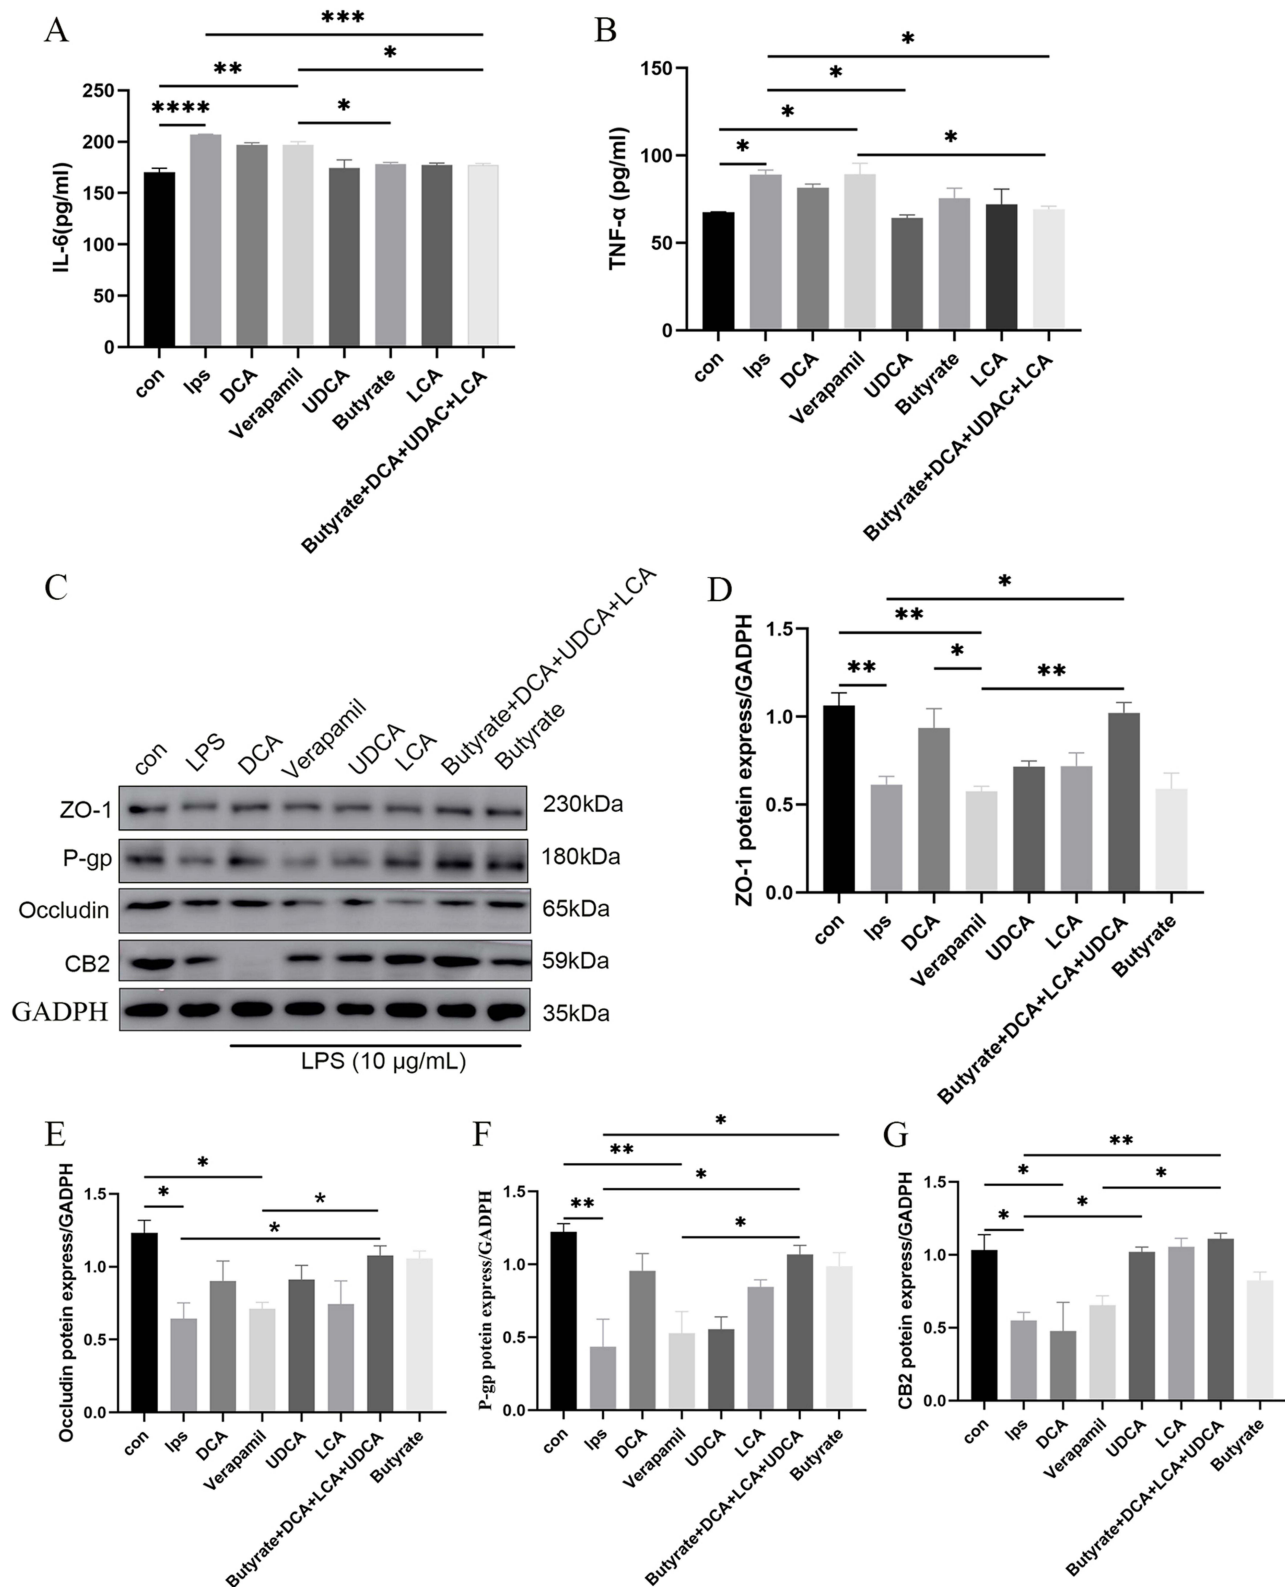 A
***
*
**
****
*
IL-6(pg/ml)
250
200
150
100
50
0
con
lps
DCA
Verapamil
UDCA
Butyrate
LCA
Butyrate+DCA+UDAC+LCA
B
*
*
*
*
*
TNF-α (pg/ml)
150
100
50
0
con
lps
DCA
Verapamil
UDCA
Butyrate
LCA
Butyrate+DCA+UDAC+LCA
C
con
LPS
DCA
Verapamil
UDCA
LCA
Butyrate+DCA+UDCA+LCA
Butyrate
ZO-1 230kDa
P-gp 180kDa
Occludin 65kDa
CB2 59kDa
GADPH 35kDa
LPS (10 μg/mL)
D
*
**
**
*
**
ZO-1 potein express/GADPH
1.5
1.0
0.5
0.0
con
lps
DCA
Verapamil
UDCA
LCA
Butyrate+DCA+LCA+UDCA
Butyrate
E
*
*
*
*
Occludin potein express/GADPH
1.5
1.0
0.5
0.0
con
lps
DCA
Verapamil
UDCA
LCA
Butyrate+DCA+LCA+UDCA
Butyrate
F
*
**
*
**
*
P-gp potein express/GADPH
1.5
1.0
0.5
0.0
con
lps
DCA
Verapamil
UDCA
LCA
Butyrate+DCA+LCA+UDCA
Butyrate
G
**
*
*
*
*
CB2 potein express/GADPH
1.5
1.0
0.5
0.0
con
lps
DCA
Verapamil
UDCA
LCA
Butyrate+DCA+LCA+UDCA
Butyrate